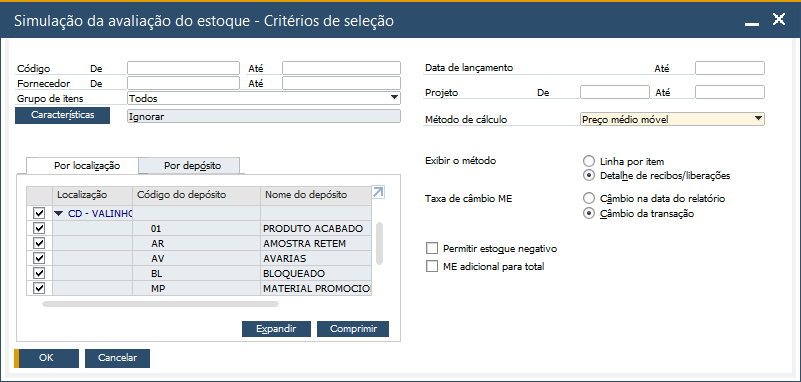 Simulação da avaliação do estoque - Critérios de seleção
Código De Até
Fornecedor De Até
Grupo de itens Todos
Características Ignorar
Data de lançamento Até
Projeto De Até
Método de cálculo Preço médio móvel
Por localização Por depósito
Localização Código do depósito Nome do depósito
CD - VALINHO
01 PRODUTO ACABADO
AR AMOSTRA RETEM
AV AVARIAS
BL BLOQUEADO
MP MATERIAL PROMOCIO
Expandir Comprimir
Exibir o método Linha por item
Detalhe de recibos/liberações
Taxa de câmbio ME Câmbio na data do relatório
Câmbio da transação
Permitir estoque negativo
ME adicional para total
OK Cancelar